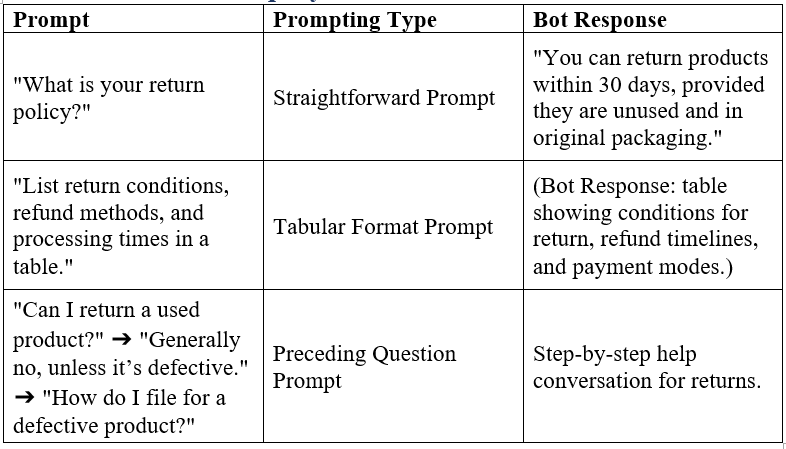 Prompt
Prompting Type
Bot Response
"What is your return
policy?"
Straightforward Prompt
"You can return products
within 30 days, provided
they are unused and in
original packaging."
"List return conditions,
refund methods, and
processing times in a
table."
Tabular Format Prompt
(Bot Response: table
showing conditions for
return, refund timelines,
and payment modes.)
"Can I return a used
product?" ➔ "Generally
no, unless it’s defective."
➔ "How do I file for a
defective product?"
Preceding Question
Prompt
Step-by-step help
conversation for returns.